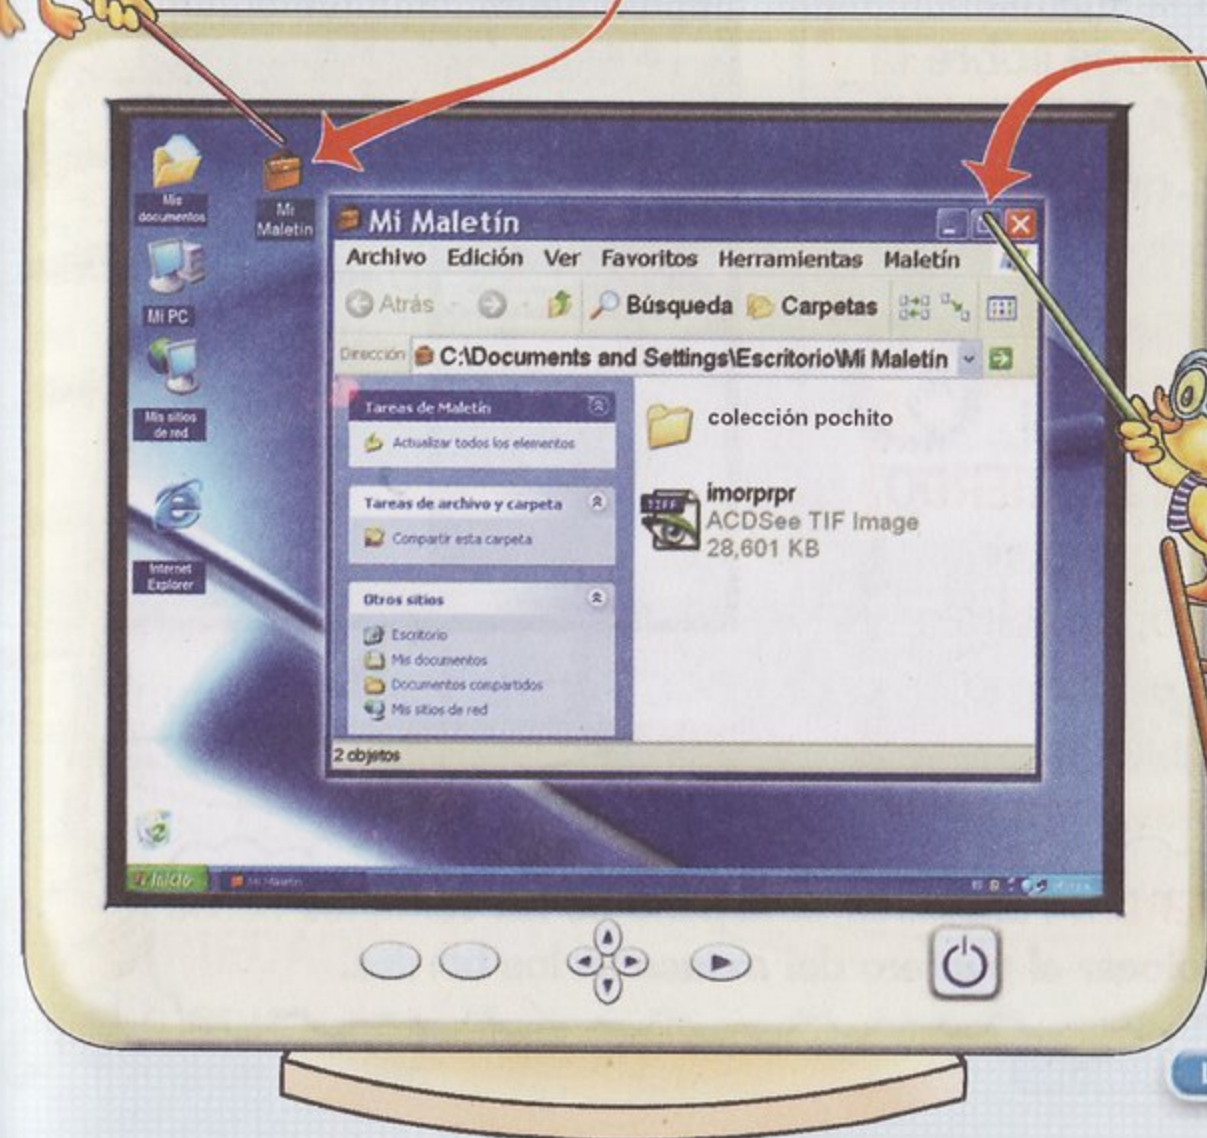 Mis
documentos
Mi
Maletín
Mi PC
Mis sitios
de red
Internet
Explorer
Mi Maletín
Archivo Edición Ver Favoritos Herramientas Maletín
Atrás Búsqueda Carpetas
Dirección C:\Documents and Settings\Escritorio\Mi Maletín
Tareas de Maletín
Actualizar todos los elementos
Tareas de archivo y carpeta
Compartir esta carpeta
Otros sitios
Escritorio
Mis documentos
Documentos compartidos
Mis sitios de red
colección pochito
TIFF
imorprpr
ACDSee TIF Image
28,601 KB
2 objetos
Inicio Mi Maletín